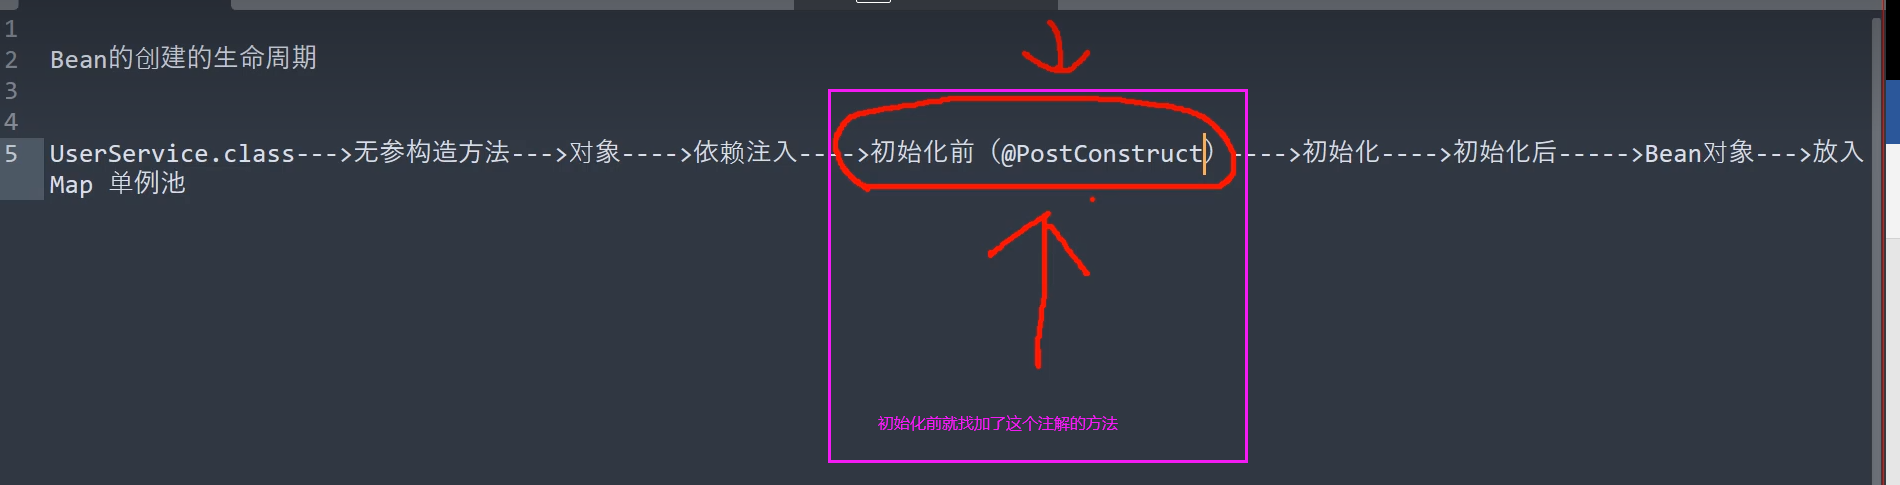 1
2 Bean的创建的生命周期
3
4
5 UserService.class--->无参构造方法--->对象---->依赖注入---->初始化前（@PostConstruct）---->初始化---->初始化后----->Bean对象--->放入
Map 单例池
初始化前就找加了这个注解的方法